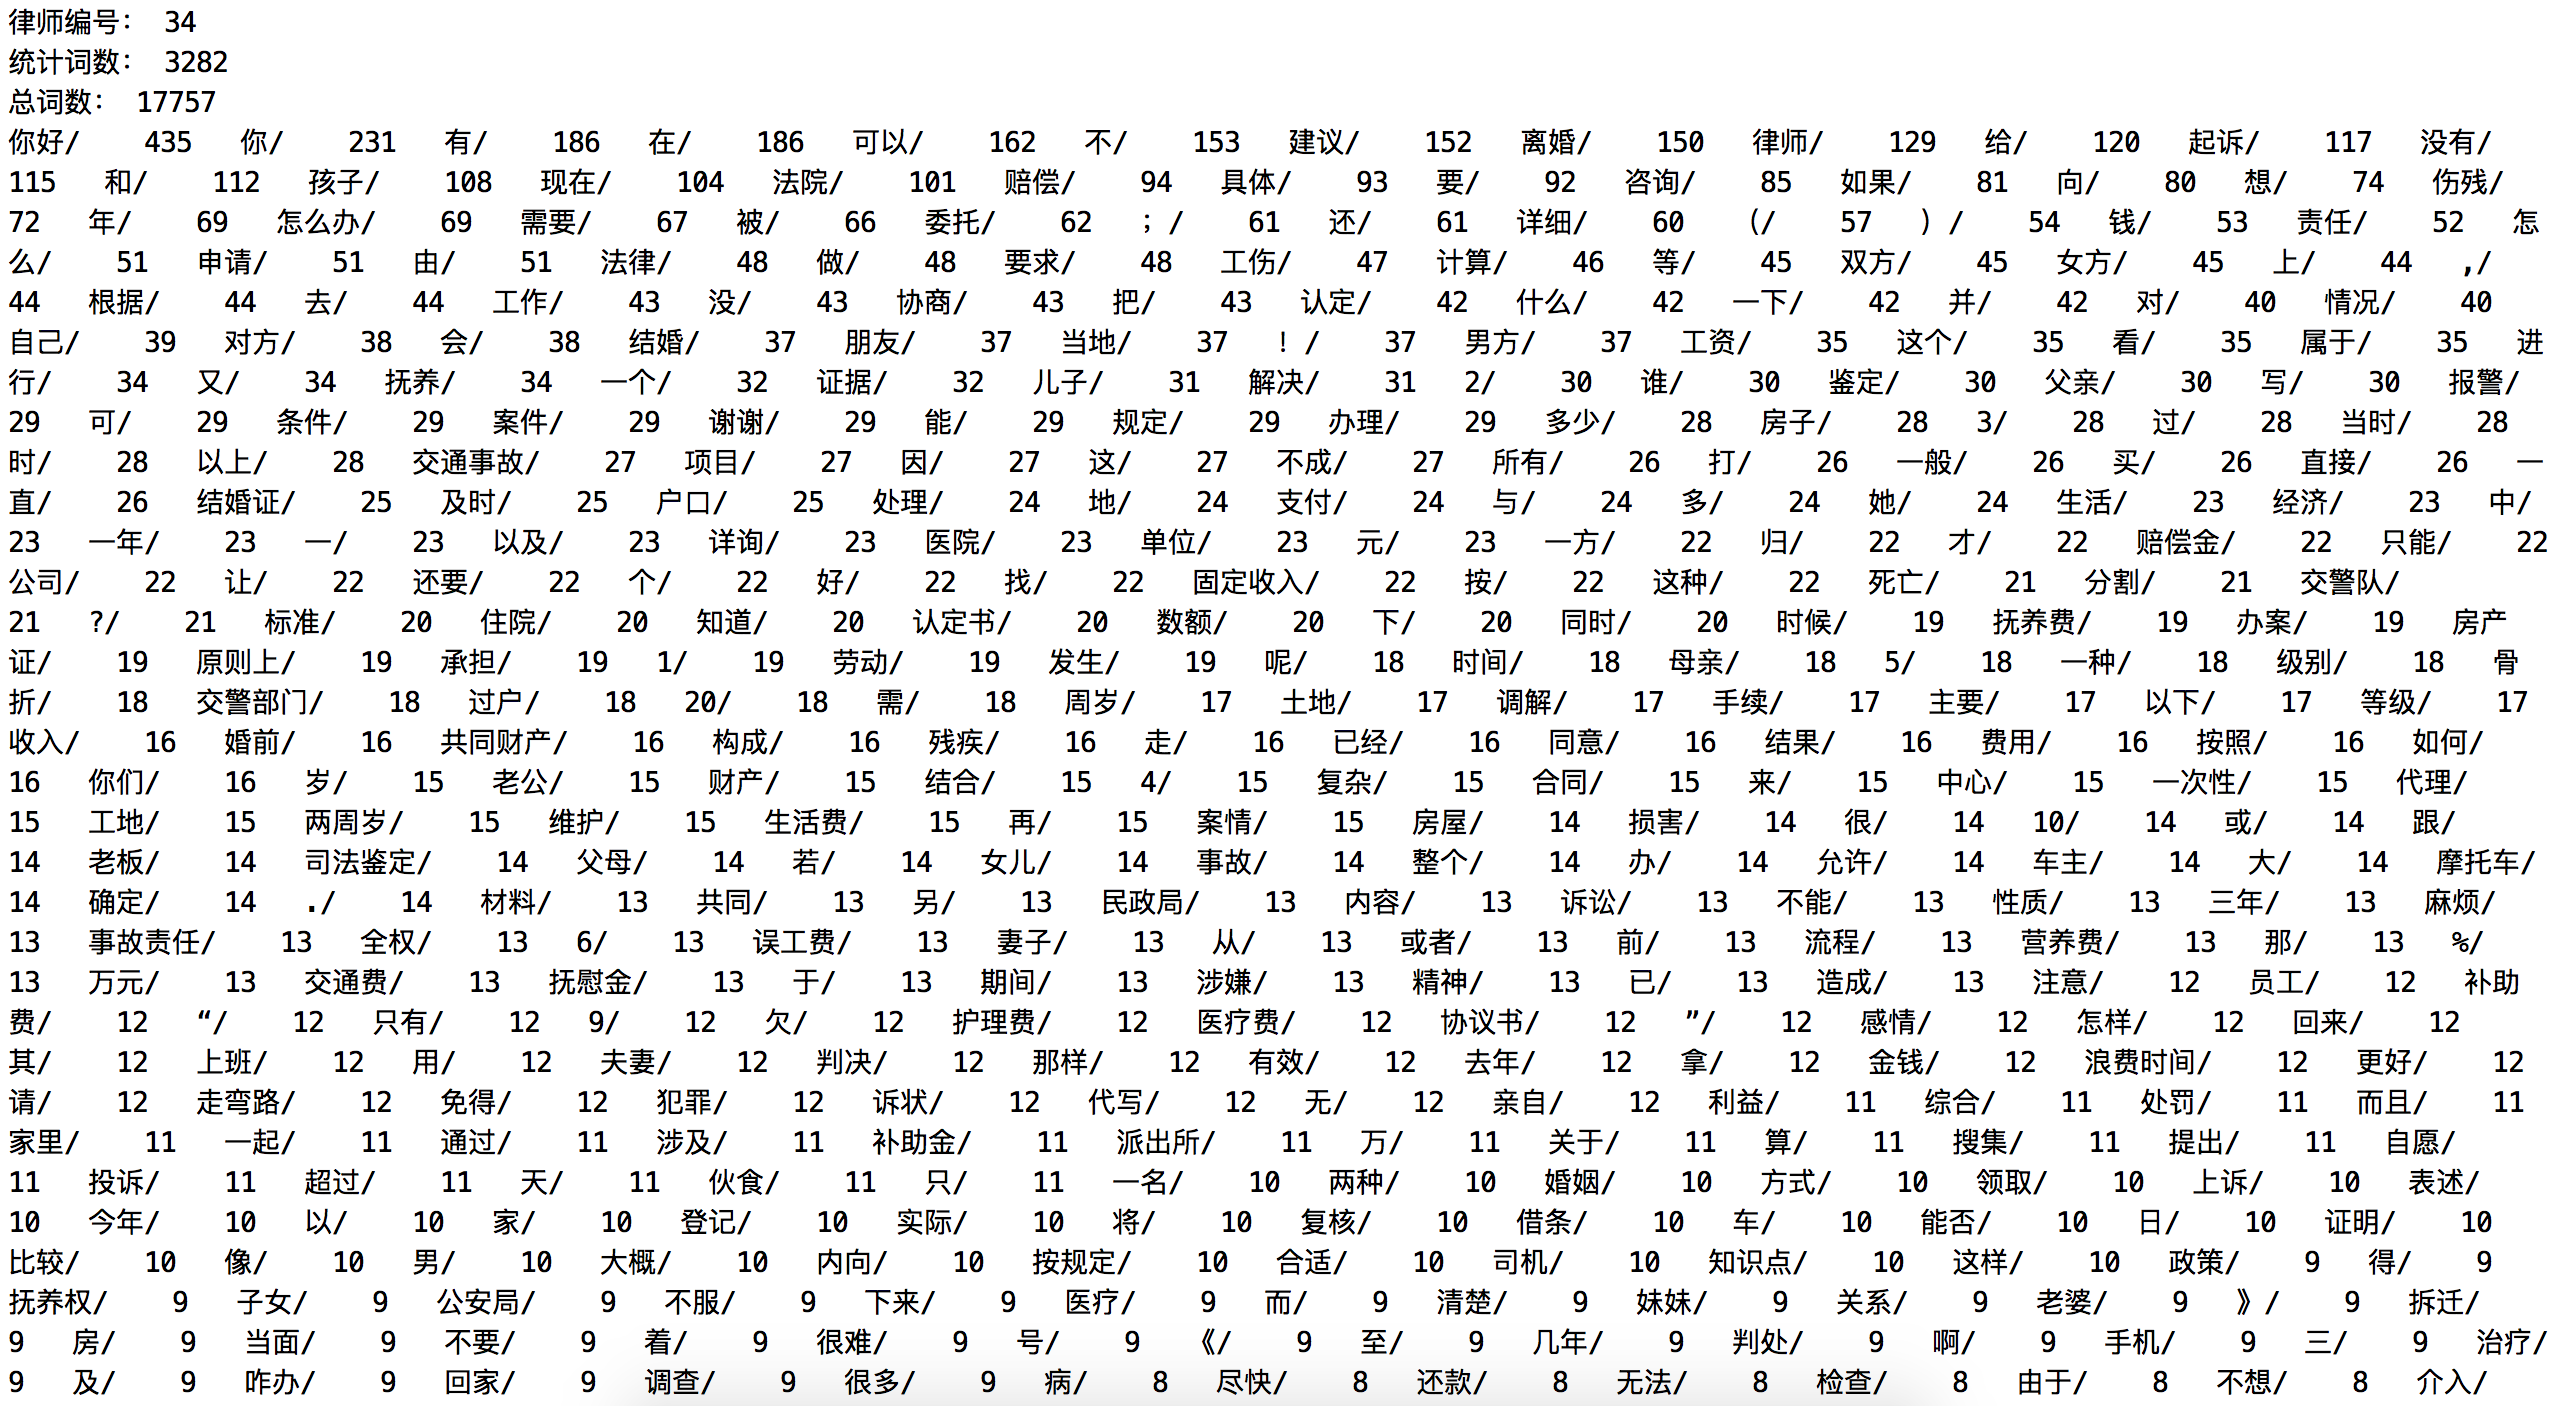 律师编号： 34
统计词数： 3282
总词数： 17757
你好/ 435 你/ 231 有/ 186 在/ 186 可以/ 162 不/ 153 建议/ 152 离婚/ 150 律师/ 129 给/ 120 起诉/ 117 没有/
115 和/ 112 孩子/ 108 现在/ 104 法院/ 101 赔偿/ 94 具体/ 93 要/ 92 咨询/ 85 如果/ 81 向/ 80 想/ 74 伤残/
72 年/ 69 怎么办/ 69 需要/ 67 被/ 66 委托/ 62 ；/ 61 还/ 61 详细/ 60 （/ 57 ）/ 54 钱/ 53 责任/ 52 怎
么/ 51 申请/ 51 由/ 51 法律/ 48 做/ 48 要求/ 48 工伤/ 47 计算/ 46 等/ 45 双方/ 45 女方/ 45 上/ 44 ,/
44 根据/ 44 去/ 44 工作/ 43 没/ 43 协商/ 43 把/ 43 认定/ 42 什么/ 42 一下/ 42 并/ 42 对/ 40 情况/ 40
自己/ 39 对方/ 38 会/ 38 结婚/ 37 朋友/ 37 当地/ 37 ！/ 37 男方/ 37 工资/ 35 这个/ 35 看/ 35 属于/ 35 进
行/ 34 又/ 34 抚养/ 34 一个/ 32 证据/ 32 儿子/ 31 解决/ 31 2/ 30 谁/ 30 鉴定/ 30 父亲/ 30 写/ 30 报警/
29 可/ 29 条件/ 29 案件/ 29 谢谢/ 29 能/ 29 规定/ 29 办理/ 29 多少/ 28 房子/ 28 3/ 28 过/ 28 当时/ 28
时/ 28 以上/ 28 交通事故/ 27 项目/ 27 因/ 27 这/ 27 不成/ 27 所有/ 26 打/ 26 一般/ 26 买/ 26 直接/ 26 一
直/ 26 结婚证/ 25 及时/ 25 户口/ 25 处理/ 24 地/ 24 支付/ 24 与/ 24 多/ 24 她/ 24 生活/ 23 经济/ 23 中/
23 一年/ 23 一/ 23 以及/ 23 详询/ 23 医院/ 23 单位/ 23 元/ 23 一方/ 22 归/ 22 才/ 22 赔偿金/ 22 只能/ 22
公司/ 22 让/ 22 还要/ 22 个/ 22 好/ 22 找/ 22 固定收入/ 22 按/ 22 这种/ 22 死亡/ 21 分割/ 21 交警队/
21 ?/ 21 标准/ 20 住院/ 20 知道/ 20 认定书/ 20 数额/ 20 下/ 20 同时/ 20 时候/ 19 抚养费/ 19 办案/ 19 房产
证/ 19 原则上/ 19 承担/ 19 1/ 19 劳动/ 19 发生/ 19 呢/ 18 时间/ 18 母亲/ 18 5/ 18 一种/ 18 级别/ 18 骨
折/ 18 交警部门/ 18 过户/ 18 20/ 18 需/ 18 周岁/ 17 土地/ 17 调解/ 17 手续/ 17 主要/ 17 以下/ 17 等级/ 17
收入/ 16 婚前/ 16 共同财产/ 16 构成/ 16 残疾/ 16 走/ 16 已经/ 16 同意/ 16 结果/ 16 费用/ 16 按照/ 16 如何/
16 你们/ 16 岁/ 15 老公/ 15 财产/ 15 结合/ 15 4/ 15 复杂/ 15 合同/ 15 来/ 15 中心/ 15 一次性/ 15 代理/
15 工地/ 15 两周岁/ 15 维护/ 15 生活费/ 15 再/ 15 案情/ 15 房屋/ 14 损害/ 14 很/ 14 10/ 14 或/ 14 跟/
14 老板/ 14 司法鉴定/ 14 父母/ 14 若/ 14 女儿/ 14 事故/ 14 整个/ 14 办/ 14 允许/ 14 车主/ 14 大/ 14 摩托车/
14 确定/ 14 ./ 14 材料/ 13 共同/ 13 另/ 13 民政局/ 13 内容/ 13 诉讼/ 13 不能/ 13 性质/ 13 三年/ 13 麻烦/
13 事故责任/ 13 全权/ 13 6/ 13 误工费/ 13 妻子/ 13 从/ 13 或者/ 13 前/ 13 流程/ 13 营养费/ 13 那/ 13 %/
13 万元/ 13 交通费/ 13 抚慰金/ 13 于/ 13 期间/ 13 涉嫌/ 13 精神/ 13 已/ 13 造成/ 13 注意/ 12 员工/ 12 补助
费/ 12 “/ 12 只有/ 12 9/ 12 欠/ 12 护理费/ 12 医疗费/ 12 协议书/ 12 ”/ 12 感情/ 12 怎样/ 12 回来/ 12
其/ 12 上班/ 12 用/ 12 夫妻/ 12 判决/ 12 那样/ 12 有效/ 12 去年/ 12 拿/ 12 金钱/ 12 浪费时间/ 12 更好/ 12
请/ 12 走弯路/ 12 免得/ 12 犯罪/ 12 诉状/ 12 代写/ 12 无/ 12 亲自/ 12 利益/ 11 综合/ 11 处罚/ 11 而且/ 11
家里/ 11 一起/ 11 通过/ 11 涉及/ 11 补助金/ 11 派出所/ 11 万/ 11 关于/ 11 算/ 11 搜集/ 11 提出/ 11 自愿/
11 投诉/ 11 超过/ 11 天/ 11 伙食/ 11 只/ 11 一名/ 10 两种/ 10 婚姻/ 10 方式/ 10 领取/ 10 上诉/ 10 表述/
10 今年/ 10 以/ 10 家/ 10 登记/ 10 实际/ 10 将/ 10 复核/ 10 借条/ 10 车/ 10 能否/ 10 日/ 10 证明/ 10
比较/ 10 像/ 10 男/ 10 大概/ 10 内向/ 10 按规定/ 10 合适/ 10 司机/ 10 知识点/ 10 这样/ 10 政策/ 9 得/ 9
抚养权/ 9 子女/ 9 公安局/ 9 不服/ 9 下来/ 9 医疗/ 9 而/ 9 清楚/ 9 妹妹/ 9 关系/ 9 老婆/ 9 》/ 9 拆迁/
9 房/ 9 当面/ 9 不要/ 9 着/ 9 很难/ 9 号/ 9 《/ 9 至/ 9 几年/ 9 判处/ 9 啊/ 9 手机/ 9 三/ 9 治疗/
9 及/ 9 咋办/ 9 回家/ 9 调查/ 9 很多/ 9 病/ 8 尽快/ 8 还款/ 8 无法/ 8 检查/ 8 由于/ 8 不想/ 8 介入/